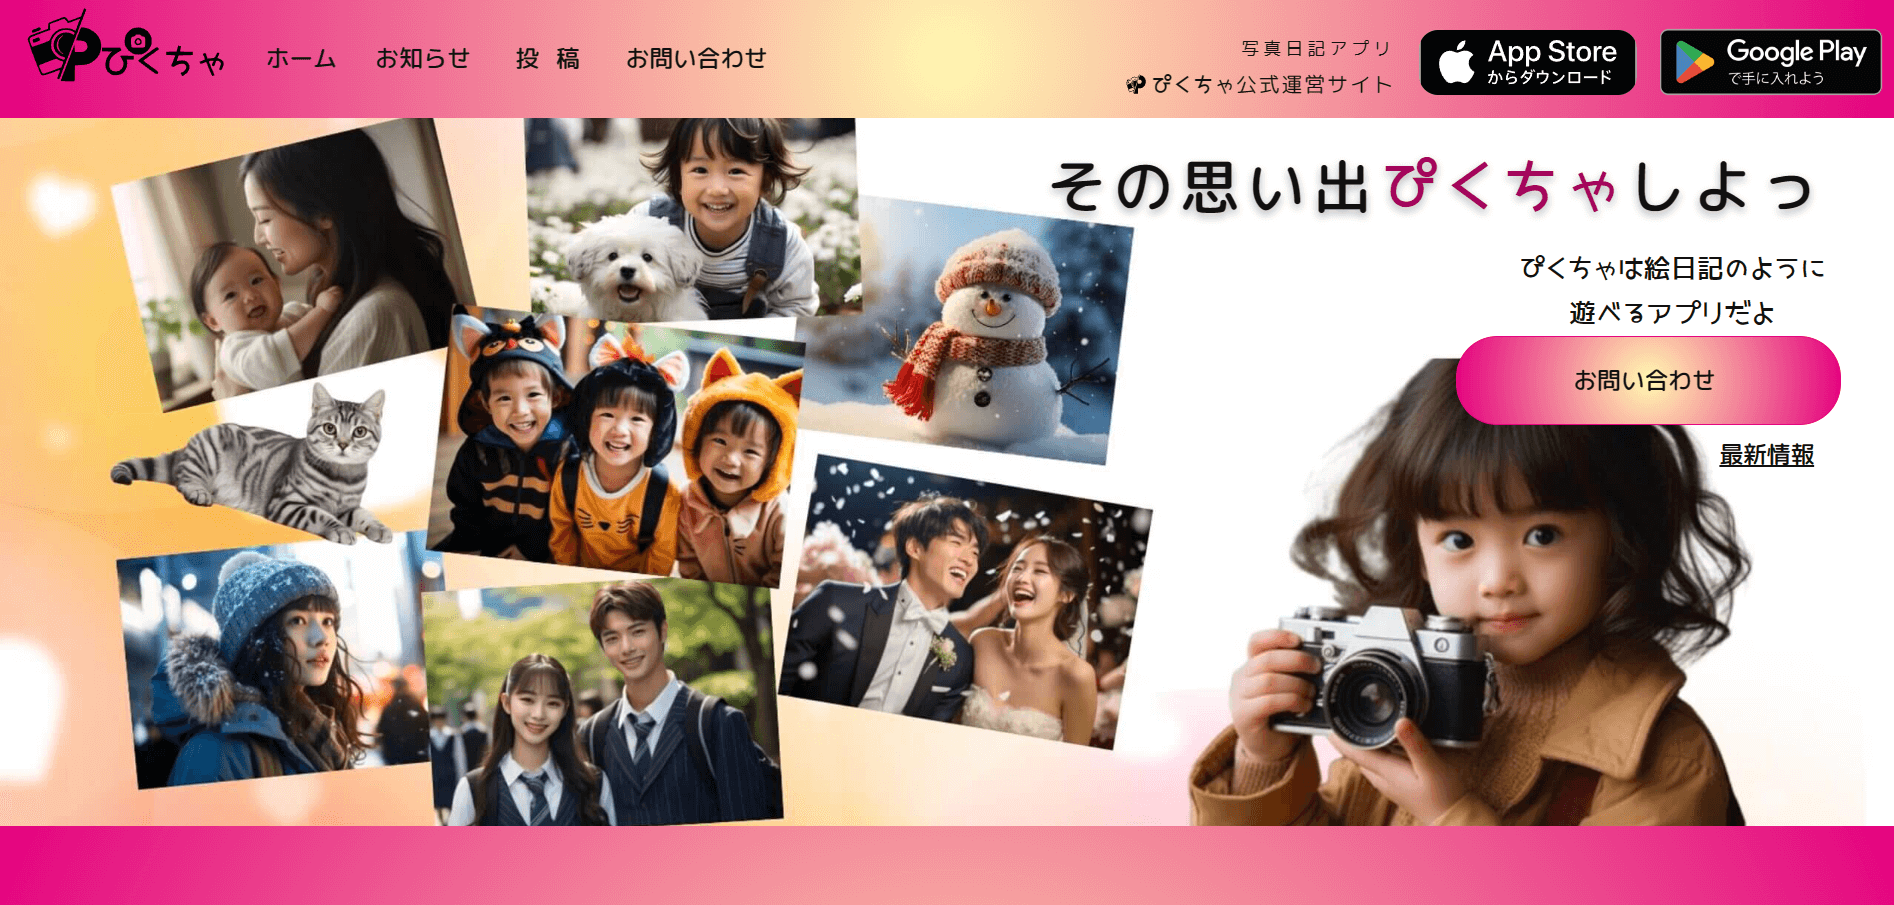 ぴくちゃ
ホーム お知らせ 投 稿 お問い合わせ
写真日記アプリ
ぴくちゃ公式運営サイト
App Store
からダウンロード
Google Play
で手に入れよう
その思い出ぴくちゃしよっ
ぴくちゃは絵日記のように
遊べるアプリだよ
お問い合わせ
最新情報